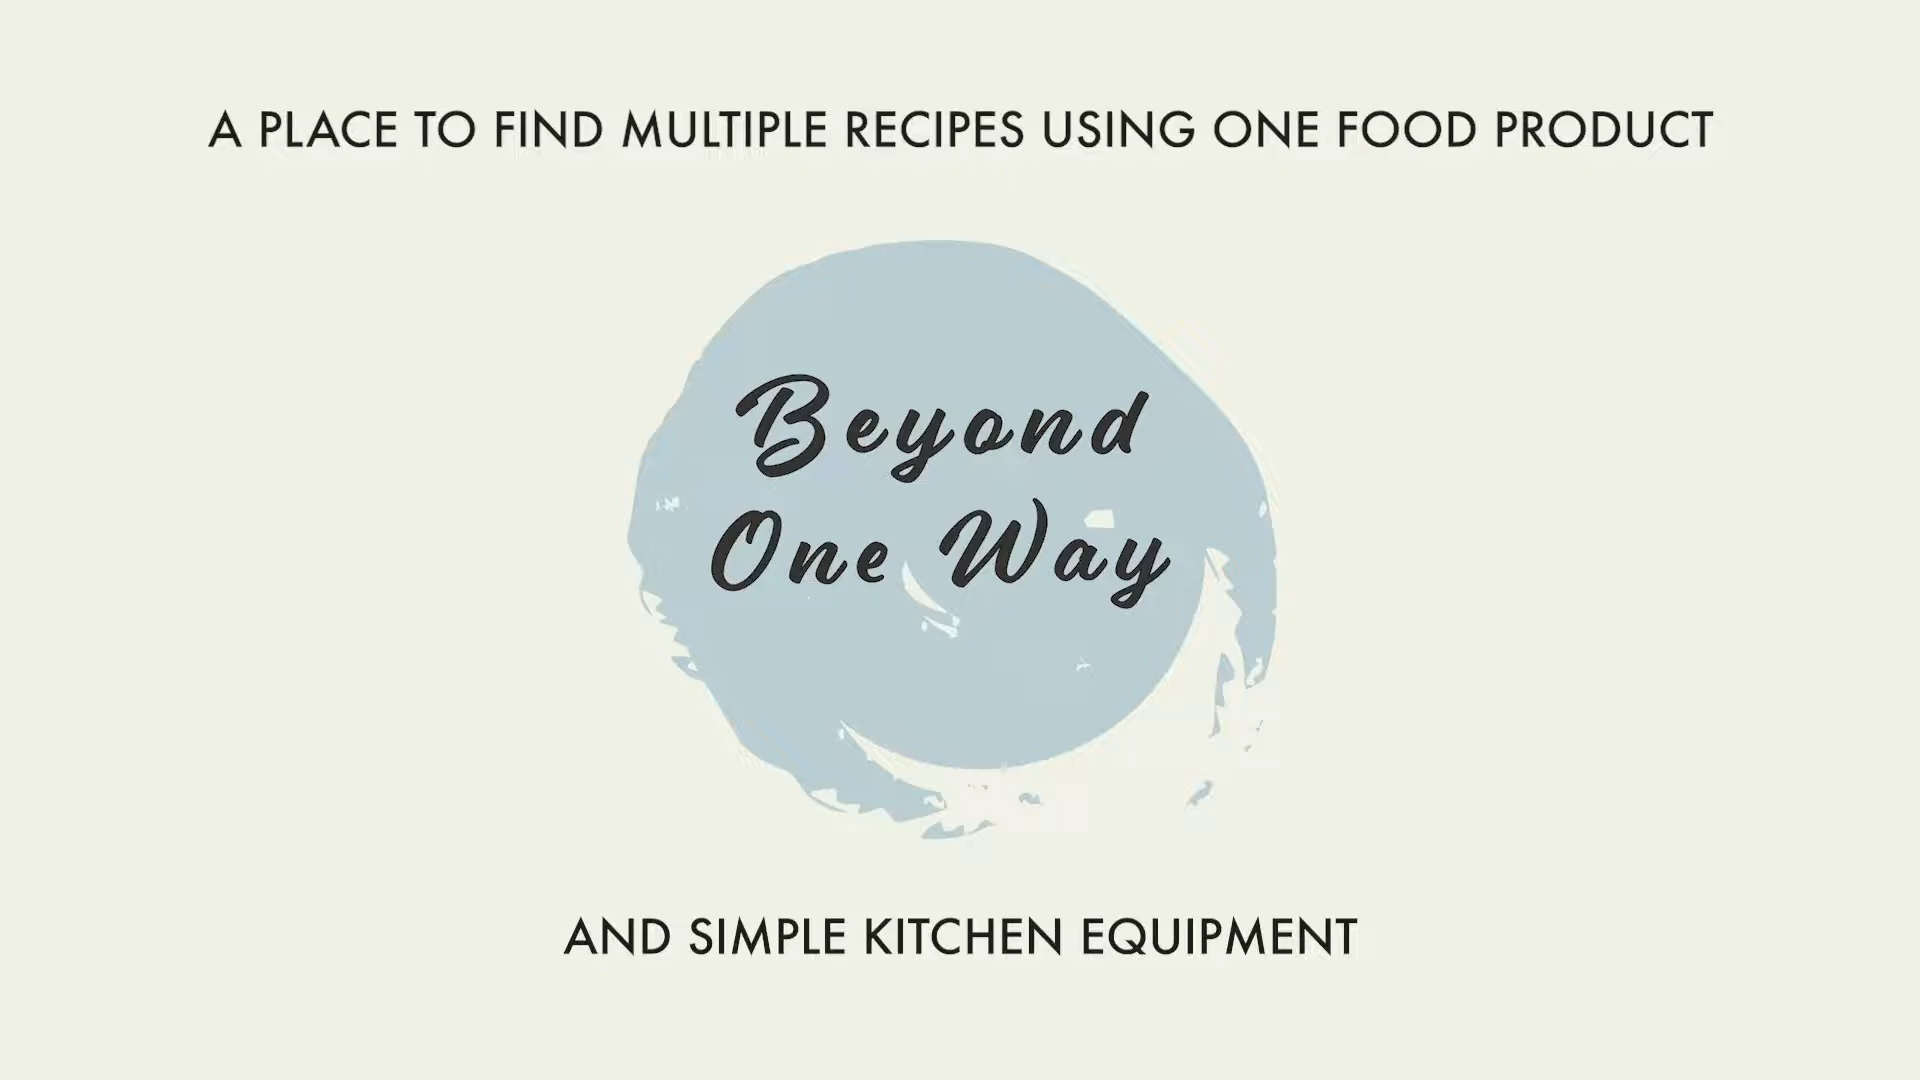 A PLACE TO FIND MULTIPLE RECIPES USING ONE FOOD PRODUCT
Beyond
One Way
AND SIMPLE KITCHEN EQUIPMENT